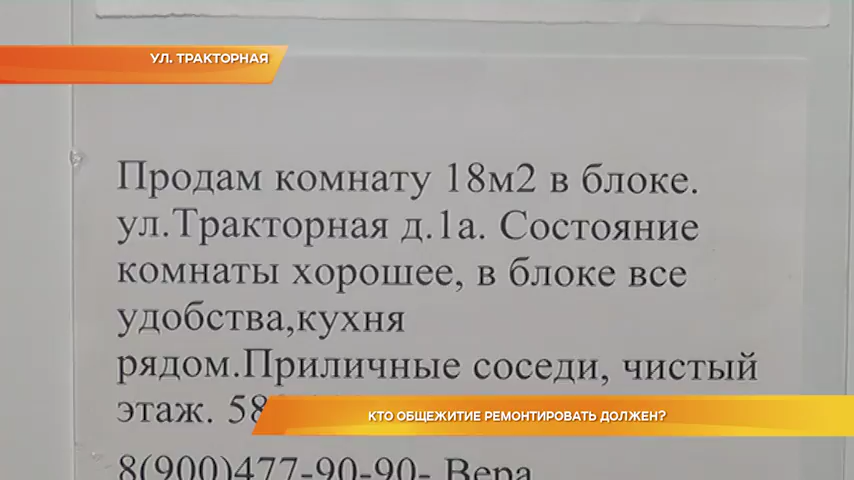 УЛ. ТРАКТОРНАЯ
Продам комнату 18м2 в блоке.
ул.Тракторная д.1а. Состояние
комнаты хорошее, в блоке все
удобства,кухня
рядом.Приличные соседи, чистый
этаж.
КТО ОБЩЕЖИТИЕ РЕМОНТИРОВАТЬ ДОЛЖЕН?
8(900)477-90-90- Вера